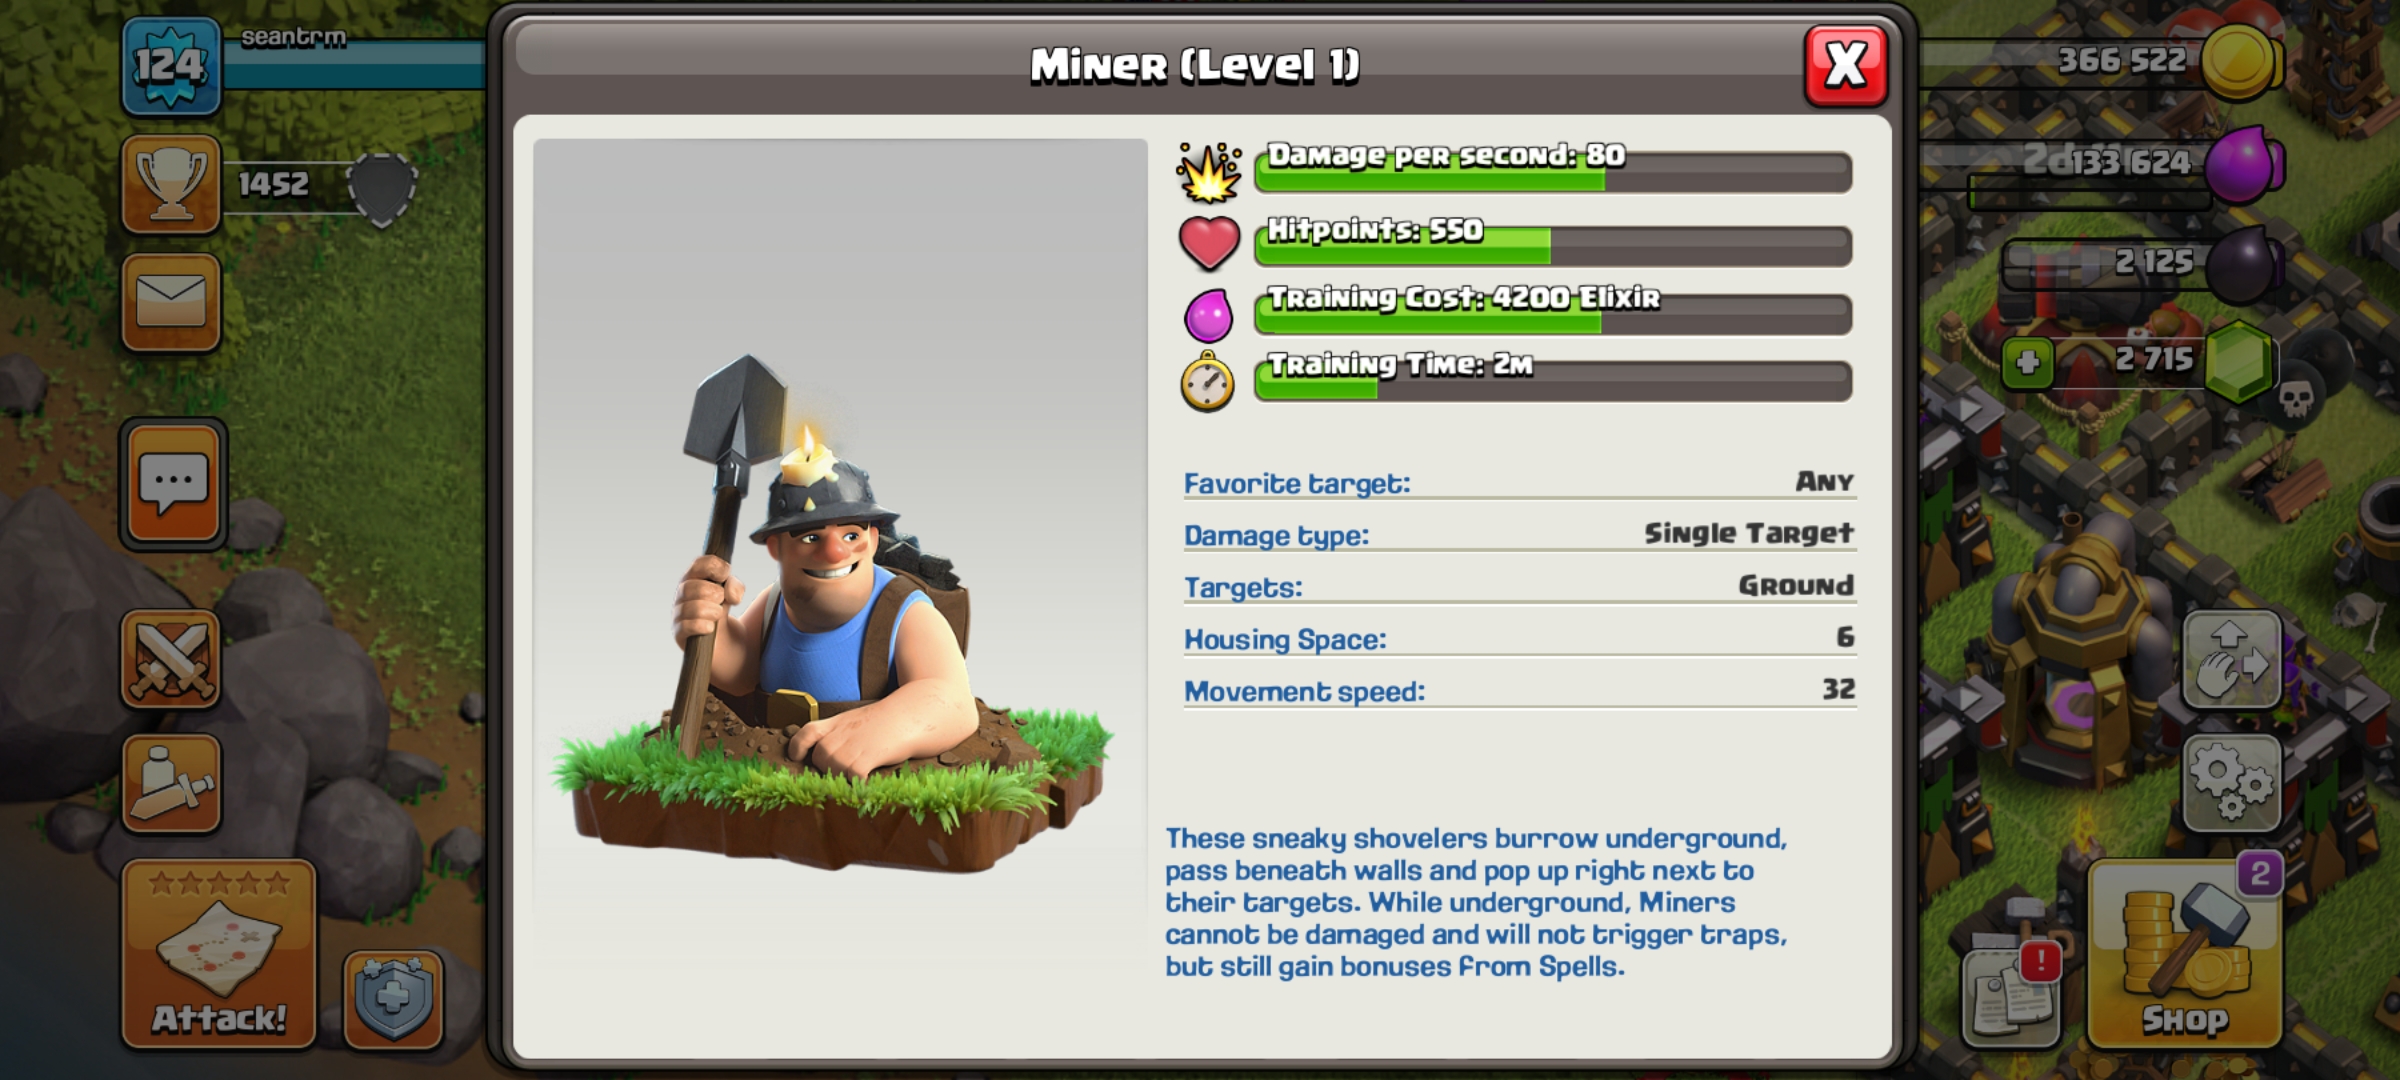 124
seantrm
1452
Miner (Level 1)
X
366 522
2d
133 624
2 125
2 715
Damage per second: 80
Hitpoints: 550
Training Cost: 4200 Elixir
Training Time: 2m
Favorite target: Any
Damage type: Single Target
Targets: Ground
Housing Space: 6
Movement speed: 32
These sneaky shovelers burrow underground,
pass beneath walls and pop up right next to
their targets. While underground, Miners
cannot be damaged and will not trigger traps,
but still gain bonuses from Spells.
Attack!
!
2
Shop